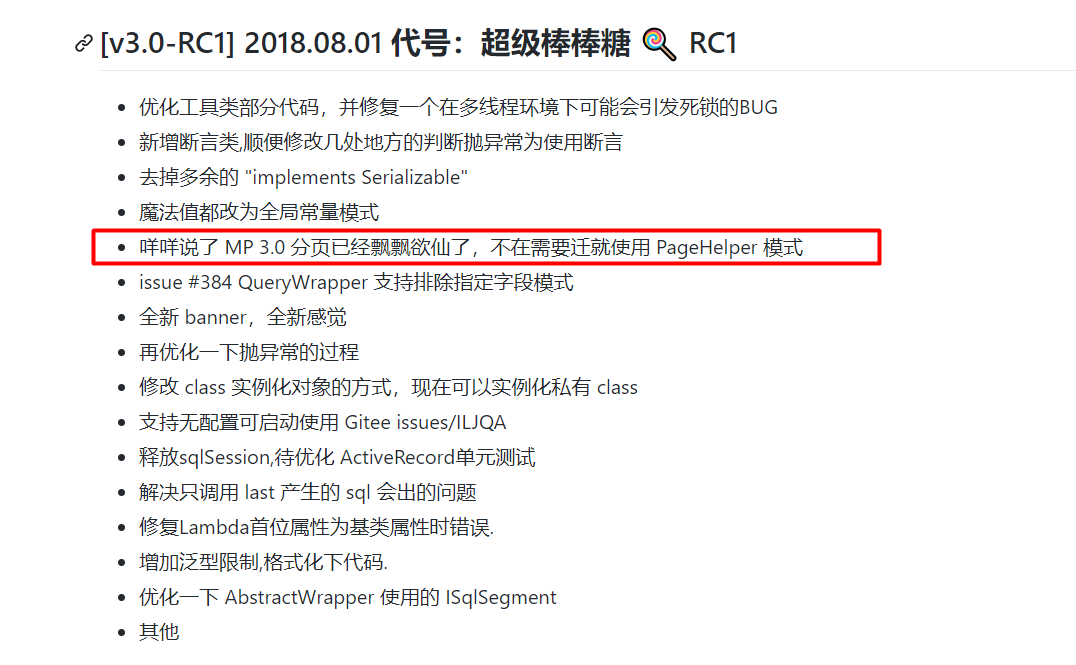 [v3.0-RC1] 2018.08.01 代号：超级棒棒糖 🍭 RC1
优化工具类部分代码，并修复一个在多线程环境下可能会引发死锁的BUG
新增断言类,顺便修改几处地方的判断抛异常为使用断言
去掉多余的 "implements Serializable"
魔法值都改为全局常量模式
咩咩说了 MP 3.0 分页已经飘飘欲仙了，不在需要迁就使用 PageHelper 模式
issue #384 QueryWrapper 支持排除指定字段模式
全新 banner，全新感觉
再优化一下抛异常的过程
修改 class 实例化对象的方式，现在可以实例化私有 class
支持无配置可启动使用 Gitee issues/ILJQA
释放sqlSession,待优化 ActiveRecord单元测试
解决只调用 last 产生的 sql 会出的问题
修复Lambda首位属性为基类属性时错误.
增加泛型限制,格式化下代码.
优化一下 AbstractWrapper 使用的 ISqlSegment
其他